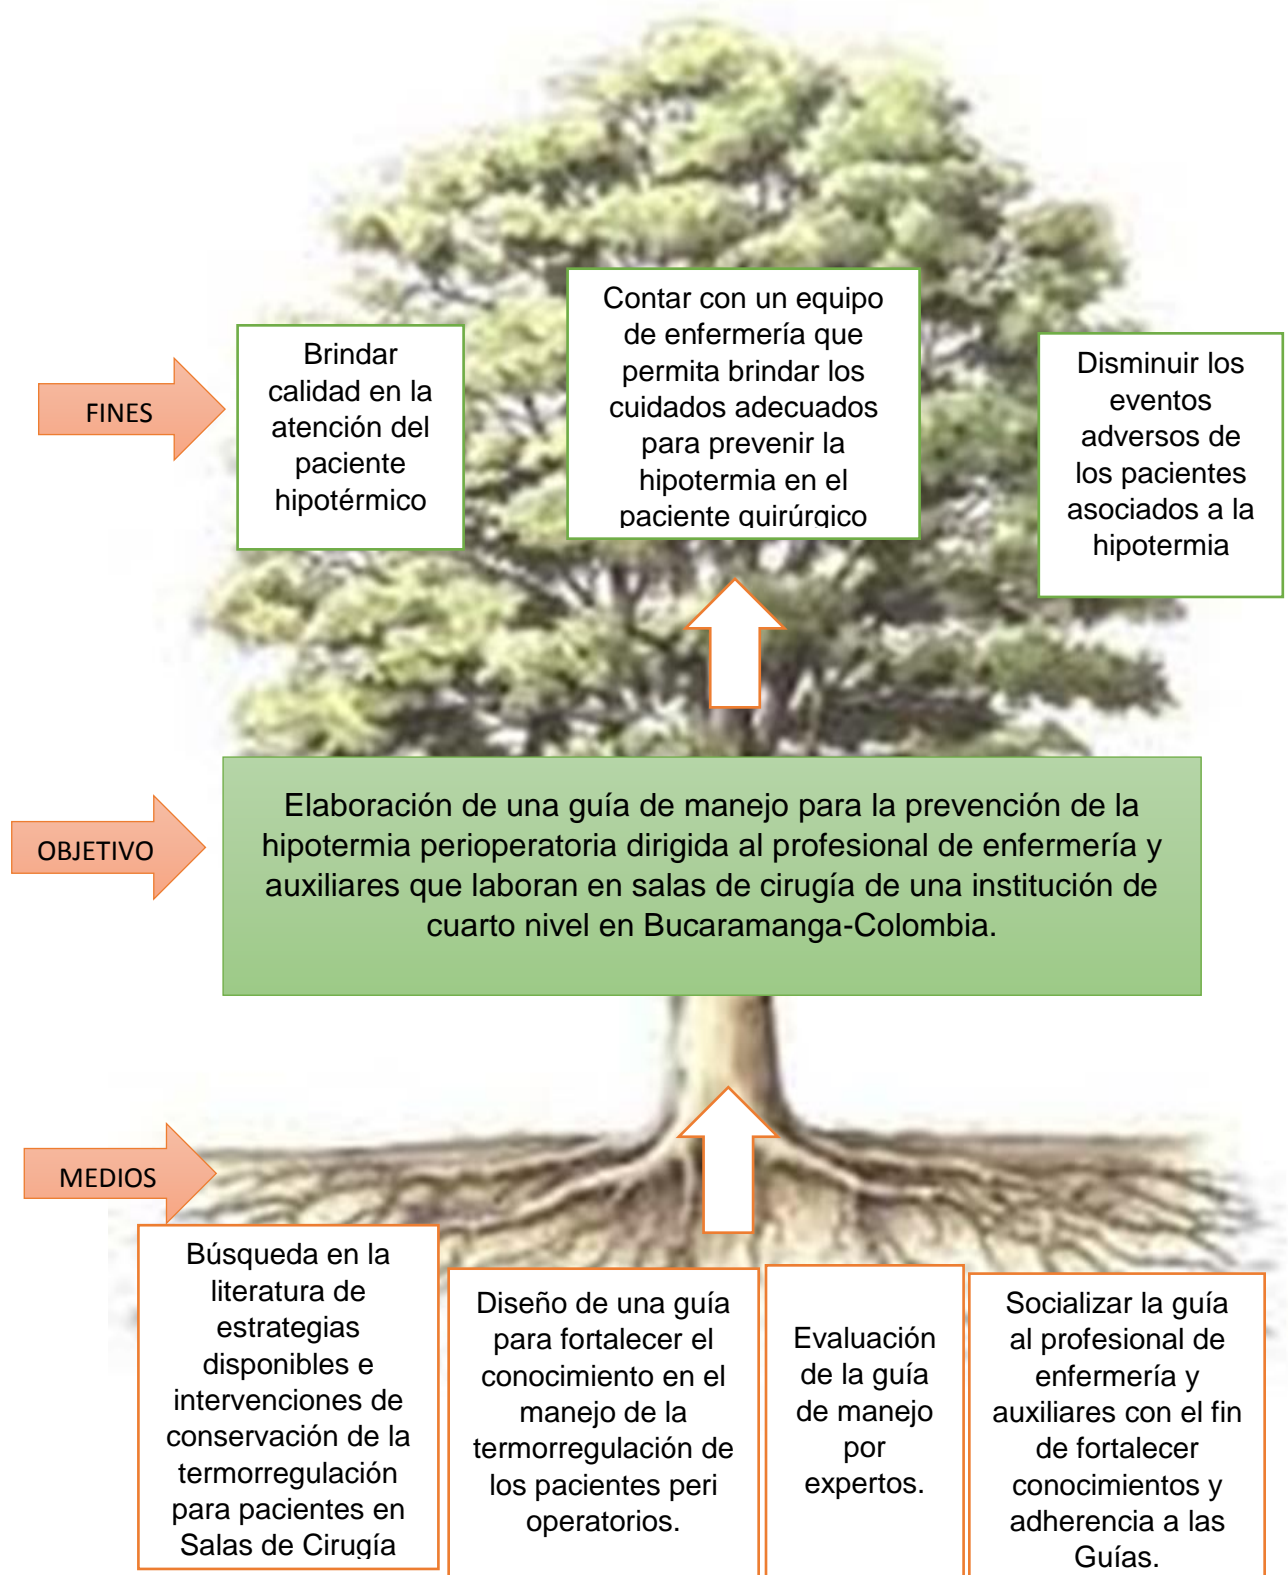 FINES
Brindar
calidad en la
atención del
paciente
hipotérmico
Contar con un equipo
de enfermería que
permita brindar los
cuidados adecuados
para prevenir la
hipotermia en el
paciente quirúrgico
Disminuir los
eventos
adversos de
los pacientes
asociados a la
hipotermia
OBJETIVO
Elaboración de una guía de manejo para la prevención de la
hipotermia perioperatoria dirigida al profesional de enfermería y
auxiliares que laboran en salas de cirugía de una institución de
cuarto nivel en Bucaramanga-Colombia.
MEDIOS
Búsqueda en la
literatura de
estrategias
disponibles e
intervenciones de
conservación de la
termorregulación
para pacientes en
Salas de Cirugía
Diseño de una guía
para fortalecer el
conocimiento en el
manejo de la
termorregulación de
los pacientes peri
operatorios.
Evaluación
de la guía
de manejo
por
expertos.
Socializar la guía
al profesional de
enfermería y
auxiliares con el fin
de fortalecer
conocimientos y
adherencia a las
Guías.